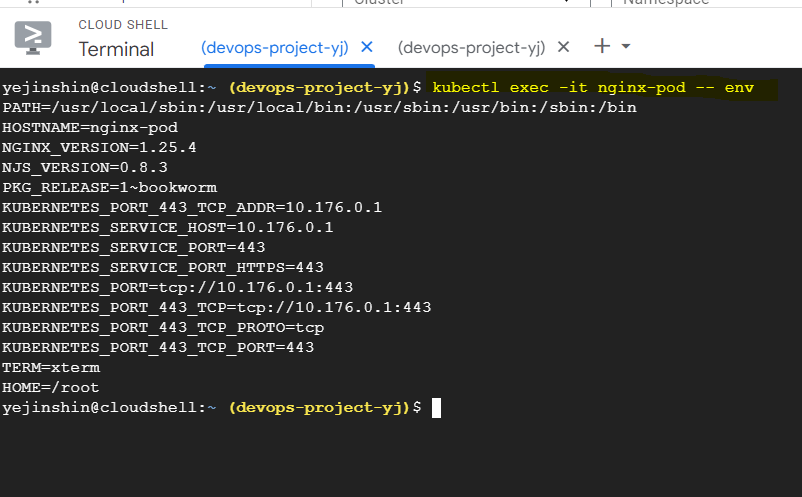 Cluster
Namespace
CLOUD SHELL
Terminal
(devops-project-yj) ✕
(devops-project-yj) ✕
yejinshin@cloudshell:~ (devops-project-yj)$ kubectl exec -it nginx-pod -- env
PATH=/usr/local/sbin:/usr/local/bin:/usr/sbin:/usr/bin:/sbin:/bin
HOSTNAME=nginx-pod
NGINX_VERSION=1.25.4
NJS_VERSION=0.8.3
PKG_RELEASE=1~bookworm
KUBERNETES_PORT_443_TCP_ADDR=10.176.0.1
KUBERNETES_SERVICE_HOST=10.176.0.1
KUBERNETES_SERVICE_PORT=443
KUBERNETES_SERVICE_PORT_HTTPS=443
KUBERNETES_PORT=tcp://10.176.0.1:443
KUBERNETES_PORT_443_TCP=tcp://10.176.0.1:443
KUBERNETES_PORT_443_TCP_PROTO=tcp
KUBERNETES_PORT_443_TCP_PORT=443
TERM=xterm
HOME=/root
yejinshin@cloudshell:~ (devops-project-yj)$